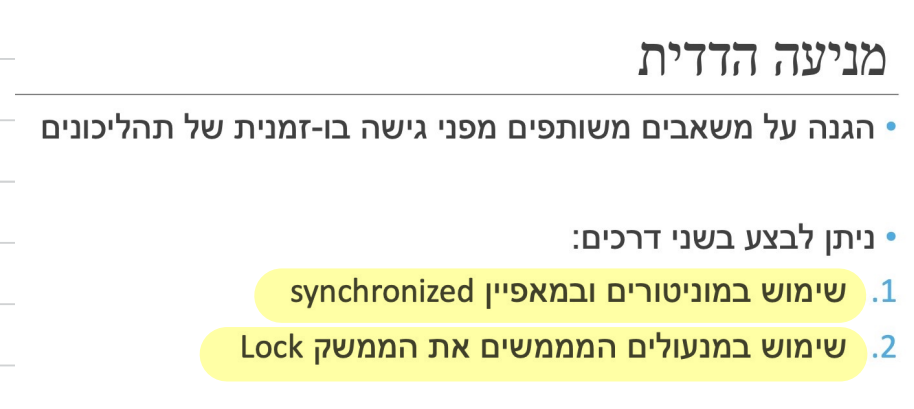 מניעה הדדית
• הגנה על משאבים משותפים מפני גישה בו-זמנית של תהליכונים
• ניתן לבצע בשני דרכים:
1. שימוש במוניטורים ובמאפיין synchronized
2. שימוש במנעולים המממשים את הממשק Lock